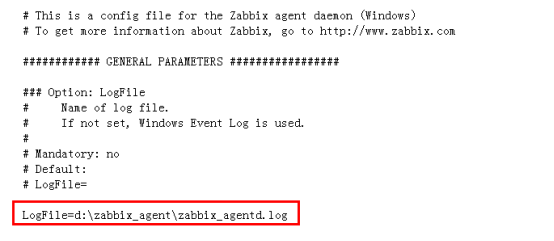 # This is a config file for the Zabbix agent daemon (Windows)
# To get more information about Zabbix, go to http://www.zabbix.com
############ GENERAL PARAMETERS #################
### Option: LogFile
# Name of log file.
# If not set, Windows Event Log is used.
#
# Mandatory: no
# Default:
# LogFile=
LogFile=d:\zabbix_agent\zabbix_agentd.log